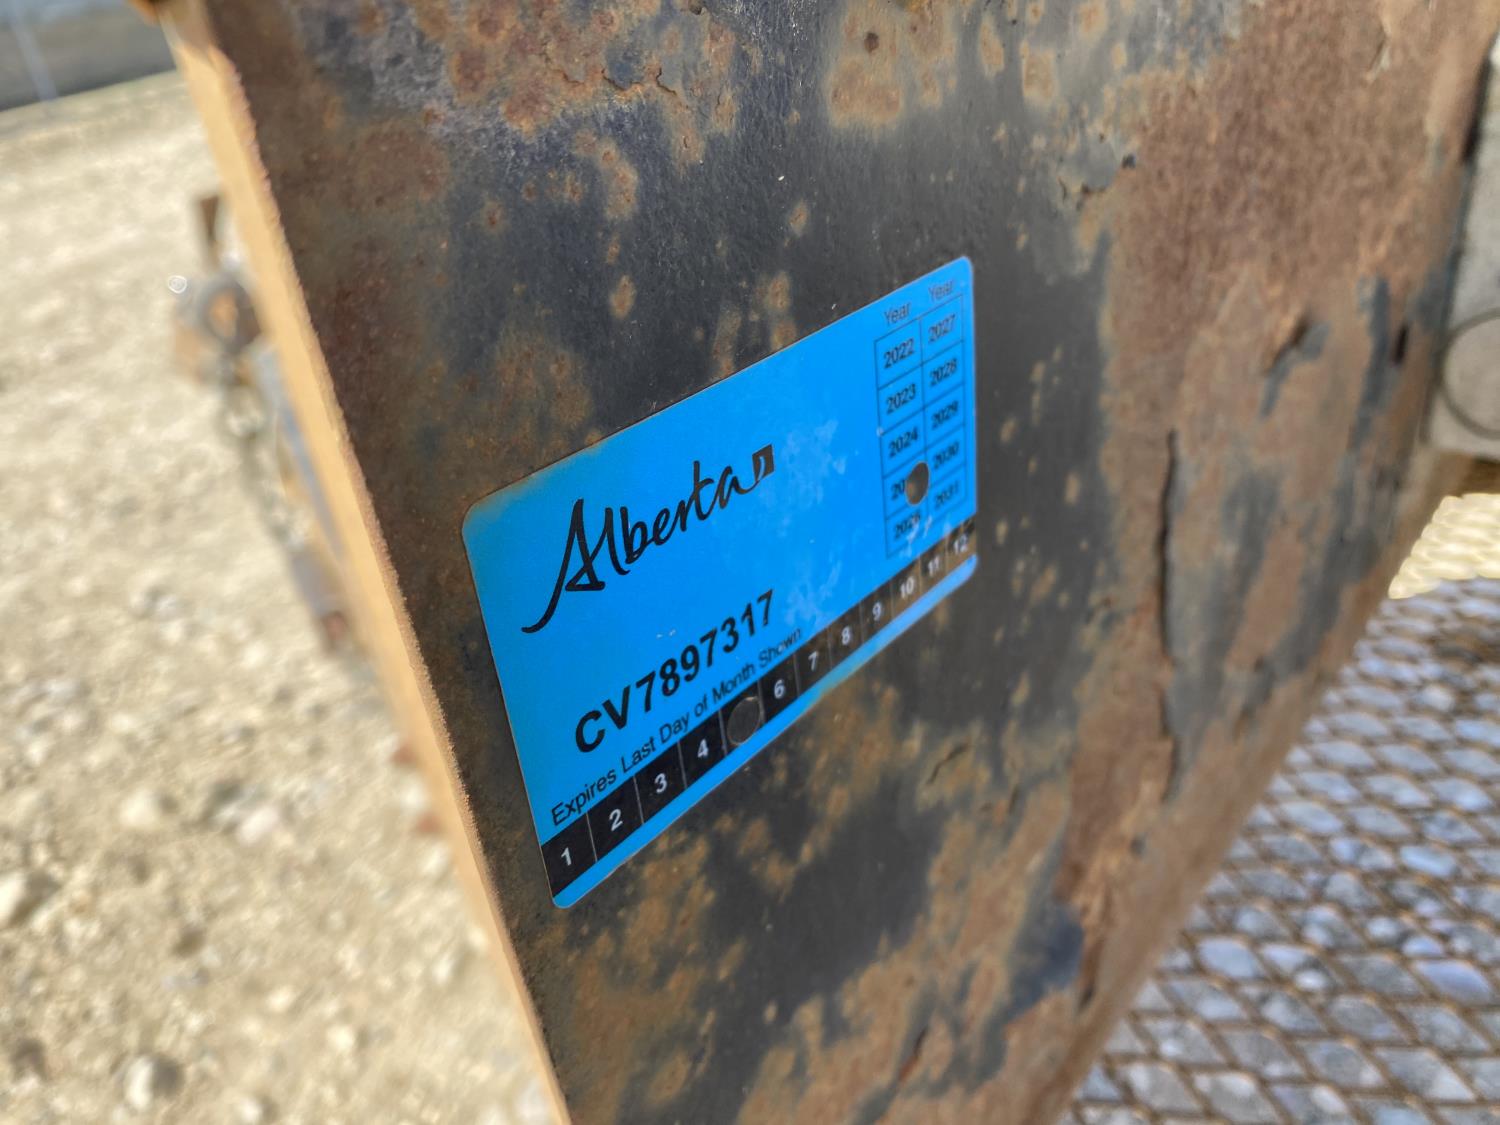 Year Year
2022 2027
2023 2028
2024 2029
2030
2026 2031
Alberta
CV7897317
Expires Last Day of Month Shown
1 2 3 4 6 7 8 9 10 11 12